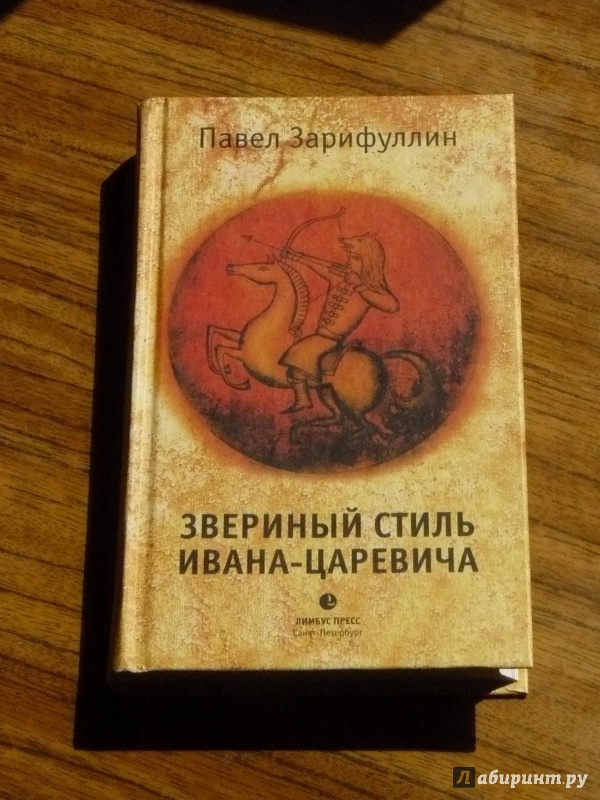 Павел Зарифуллин
ЗВЕРИНЫЙ СТИЛЬ
ИВАНА-ЦАРЕВИЧА
ЛИМБУС ПРЕСС
Санкт-Петербург
Лабиринт.ру